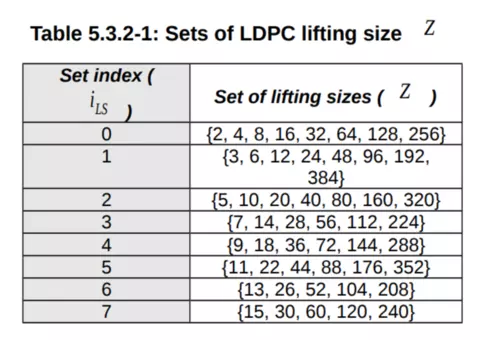 Table 5.3.2-1: Sets of LDPC lifting size Z
Set index (
i_LS
)
Set of lifting sizes ( Z )
0 {2, 4, 8, 16, 32, 64, 128, 256}
1 {3, 6, 12, 24, 48, 96, 192,
384}
2 {5, 10, 20, 40, 80, 160, 320}
3 {7, 14, 28, 56, 112, 224}
4 {9, 18, 36, 72, 144, 288}
5 {11, 22, 44, 88, 176, 352}
6 {13, 26, 52, 104, 208}
7 {15, 30, 60, 120, 240}